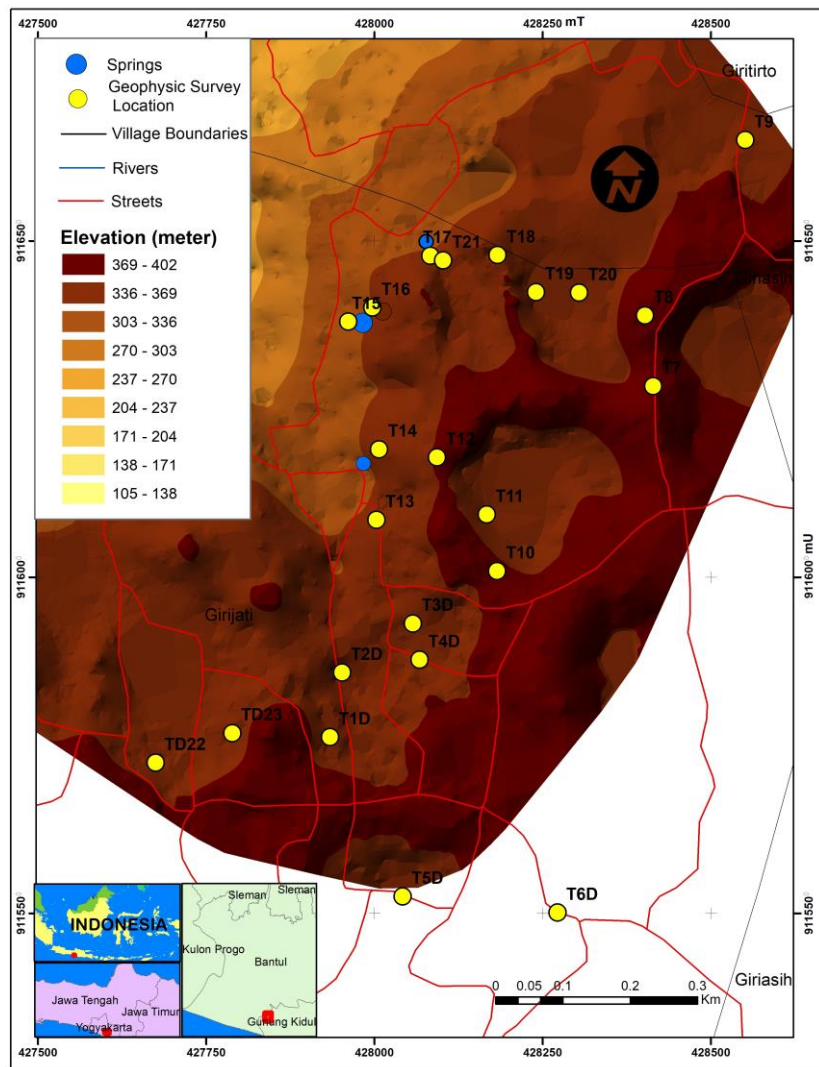 427500
427750
428000
428250 mT
428500
Springs
Geophysic Survey
Location
Village Boundaries
Rivers
Streets
Elevation (meter)
369 - 402
336 - 369
303 - 336
270 - 303
237 - 270
204 - 237
171 - 204
138 - 171
105 - 138
Giritirto
T9
N
T17
T21
T18
T19
T20
T8
T7
T16
T15
T14
T12
T13
T11
T10
Girijati
T3D
T4D
T2D
T1D
TD23
TD22
T5D
T6D
Giriasih
911650
911600
911550
911650
911600 mU
911550
INDONESIA
Jawa Tengah
Jawa Timur
Yogyakarta
Sleman
Sleman
Kulon Progo
Bantul
Gunung Kidul
0 0.05 0.1 0.2 0.3
Km
427500
427750
428000
428250
428500